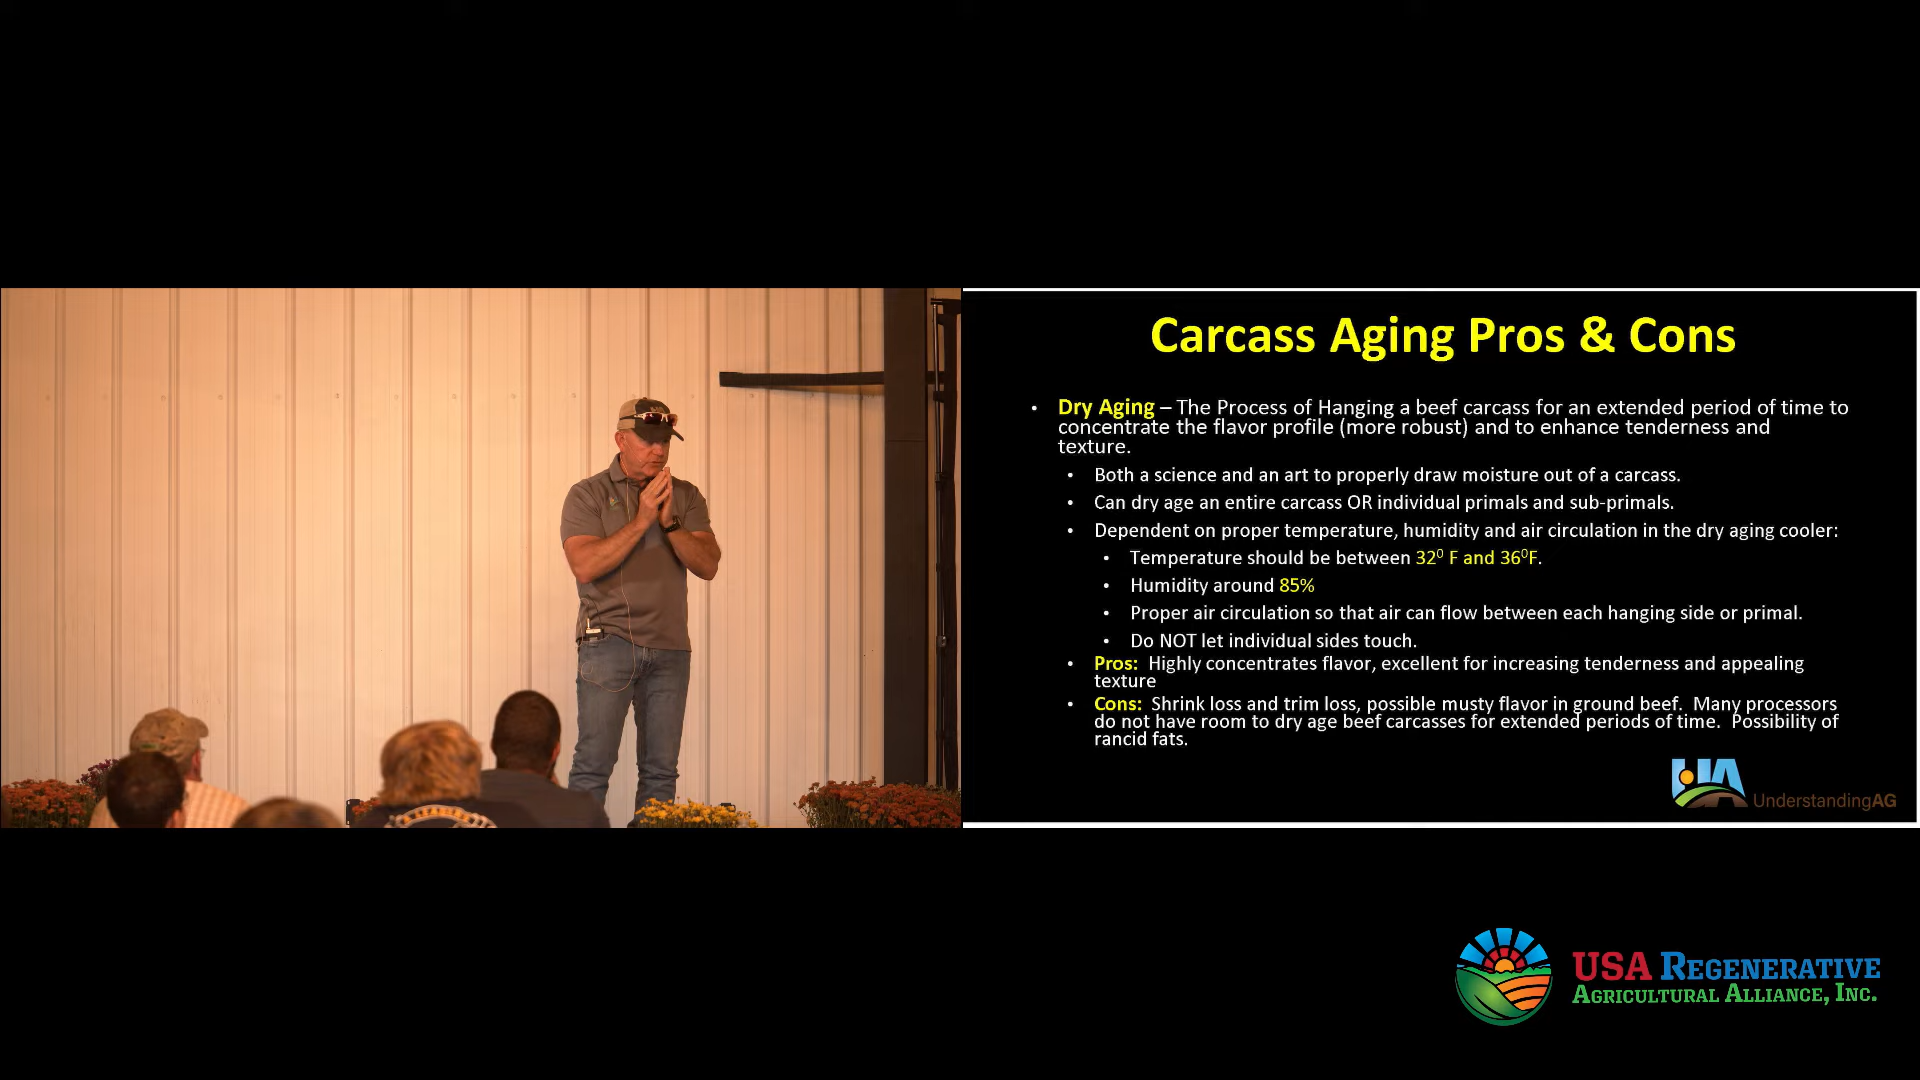 Carcass Aging Pros & Cons
• Dry Aging – The Process of Hanging a beef carcass for an extended period of time to
concentrate the flavor profile (more robust) and to enhance tenderness and
texture.
• Both a science and an art to properly draw moisture out of a carcass.
• Can dry age an entire carcass OR individual primals and sub-primals.
• Dependent on proper temperature, humidity and air circulation in the dry aging cooler:
• Temperature should be between 32⁰ F and 36⁰F.
• Humidity around 85%
• Proper air circulation so that air can flow between each hanging side or primal.
• Do NOT let individual sides touch.
• Pros: Highly concentrates flavor, excellent for increasing tenderness and appealing
texture
• Cons: Shrink loss and trim loss, possible musty flavor in ground beef. Many processors
do not have room to dry age beef carcasses for extended periods of time. Possibility of
rancid fats.
UA
UnderstandingAG
USA REGENERATIVE
AGRICULTURAL ALLIANCE, INC.